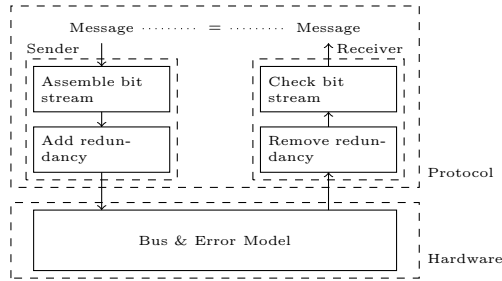 Message ......... = ......... Message
Sender
Receiver
Assemble bit
stream
Check bit
stream
Add redun-
dancy
Remove redun-
dancy
Protocol
Bus & Error Model
Hardware